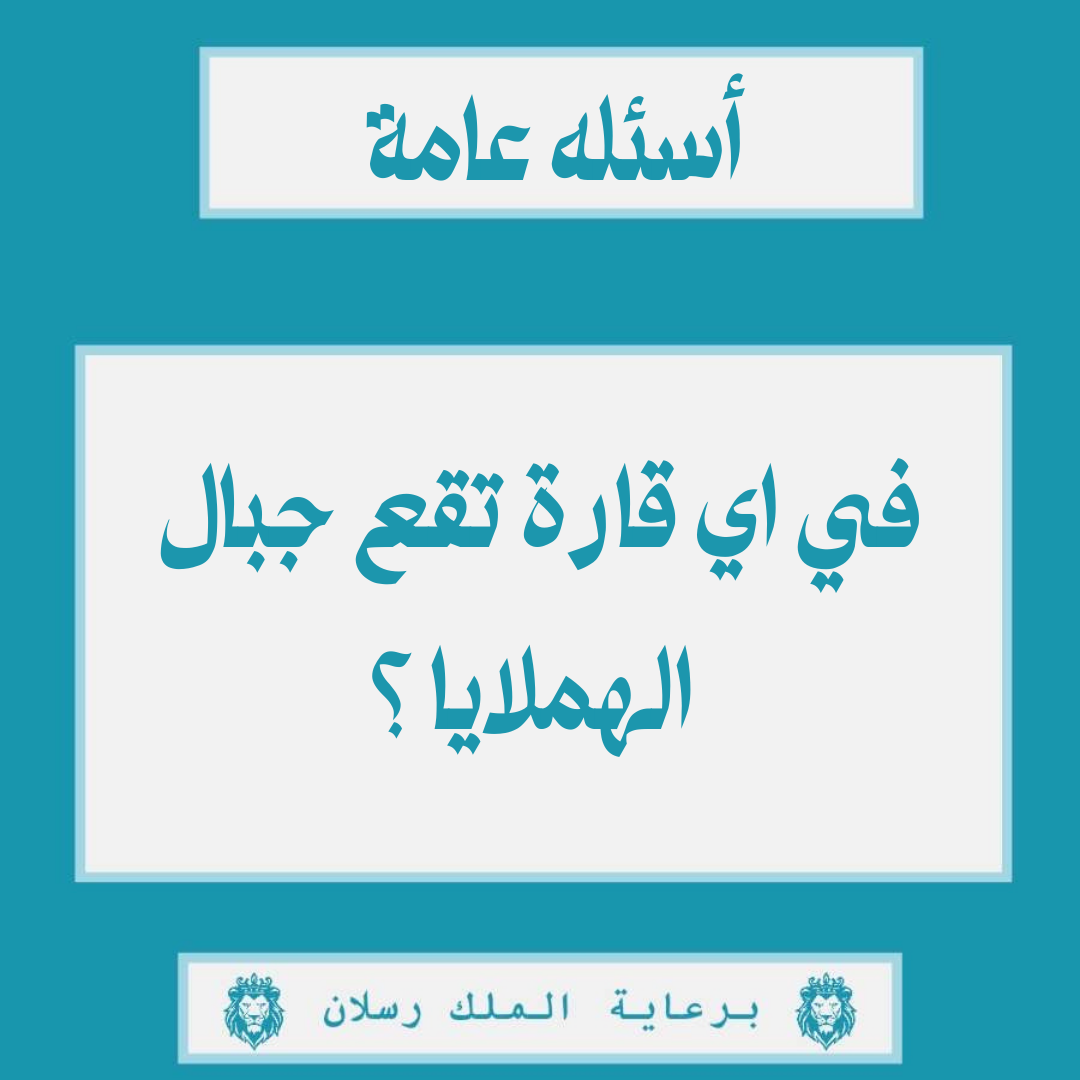 أسئله عامة
في اي قارة تقع جبال
الهملايا ؟
برعاية الملك رسلان